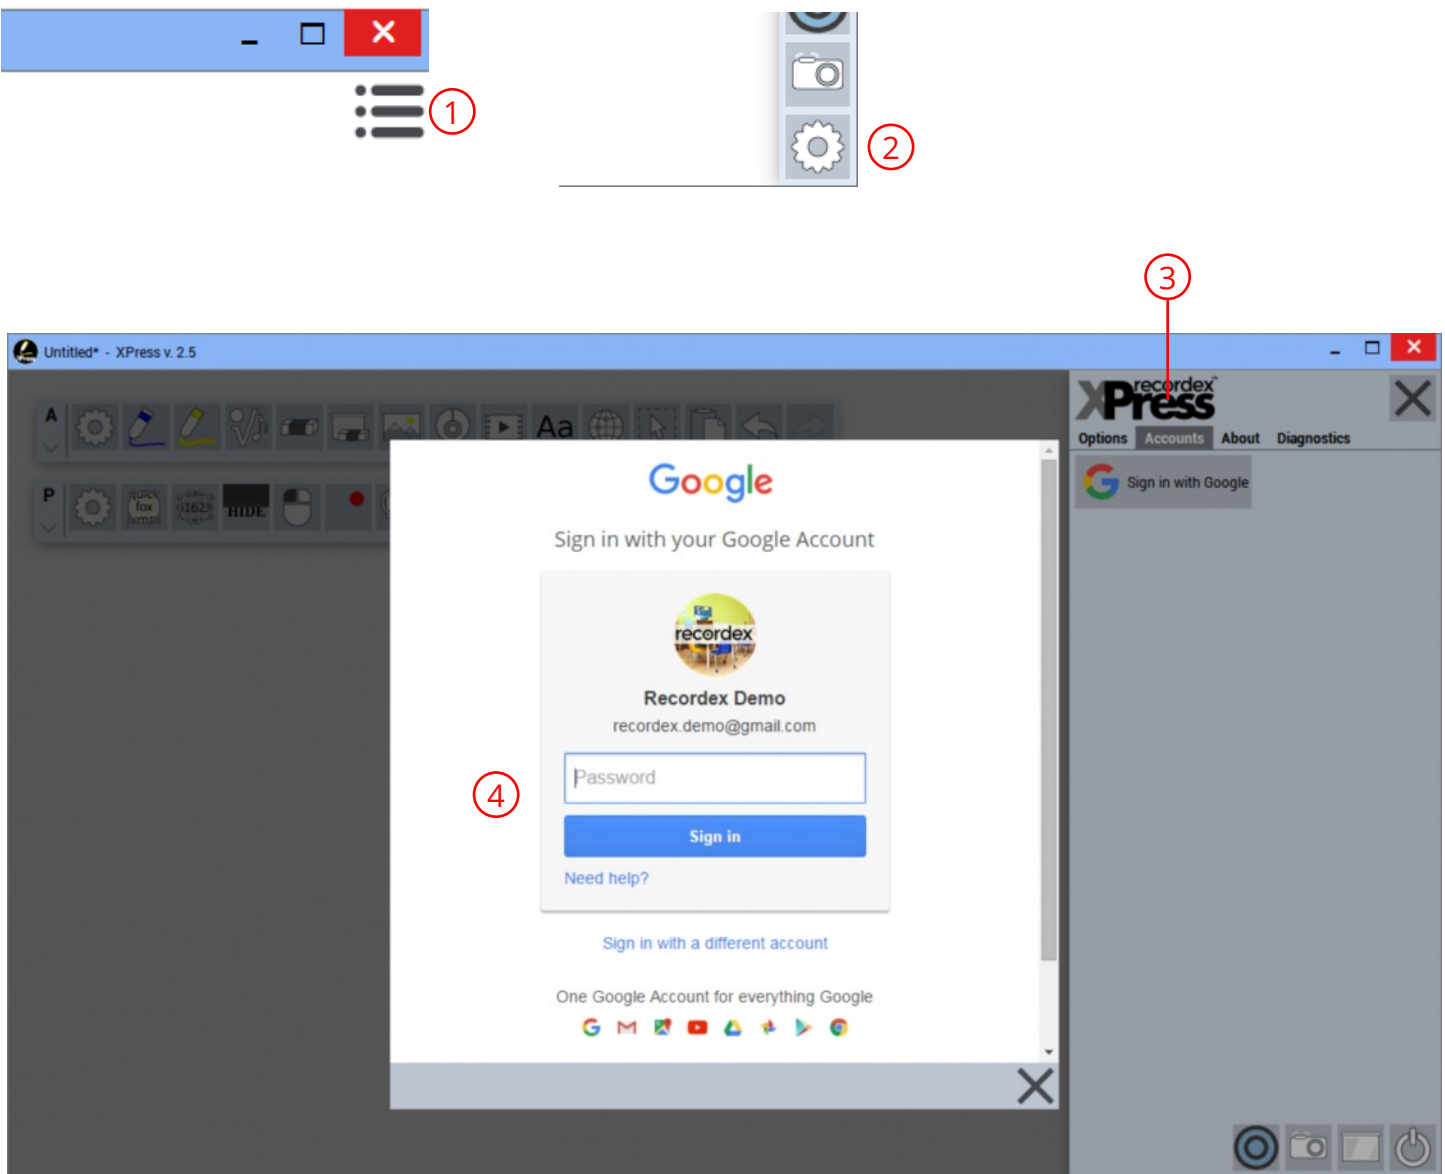 1
2
3
Untitled* - XPress v. 2.5
recordex™
XPress
A
Aa
Options Accounts About Diagnostics
Google
Sign in with Google
P
quick
fox
jumps
HIDE
Sign in with your Google Account
recordex
Recordex Demo
recordex.demo@gmail.com
Password
4
Sign in
Need help?
Sign in with a different account
One Google Account for everything Google